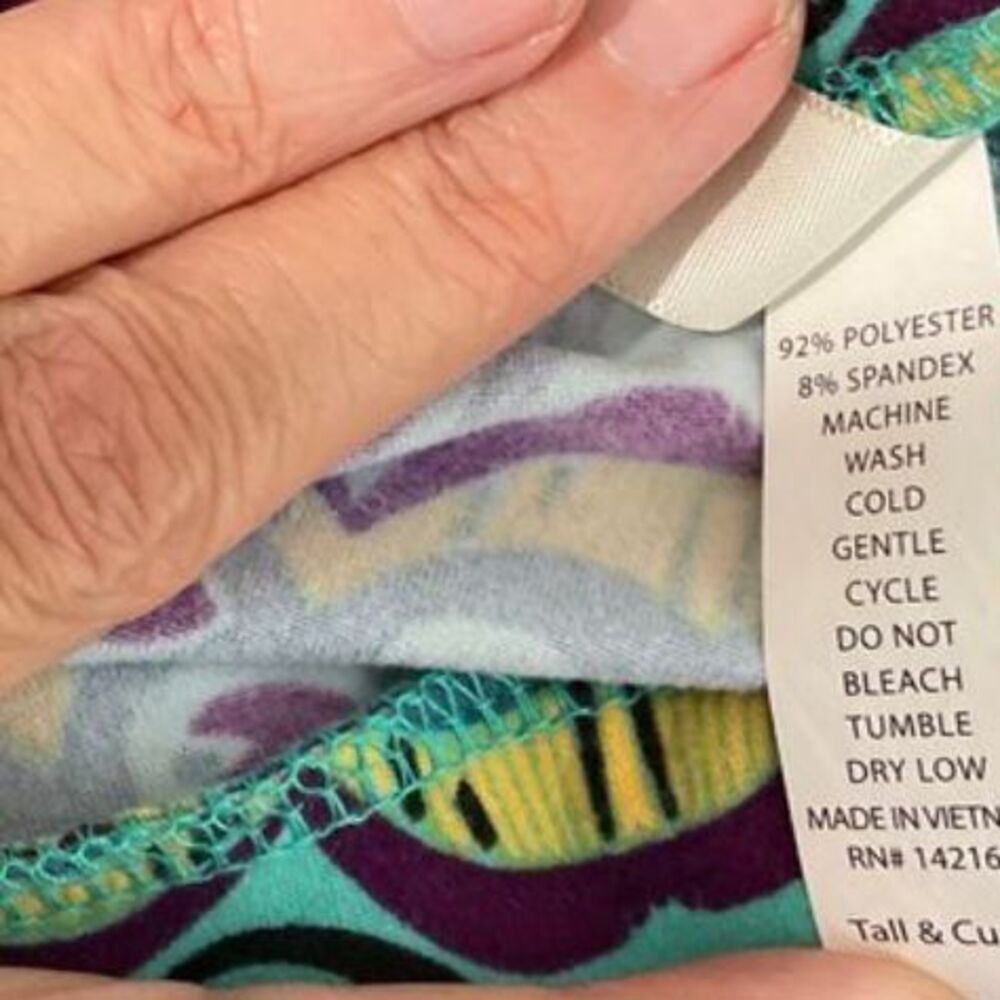 92% POLYESTER
8% SPANDEX
MACHINE
WASH
COLD
GENTLE
CYCLE
DO NOT
BLEACH
TUMBLE
DRY LOW
MADE IN VIETN
RN# 14216
Tall & Cu